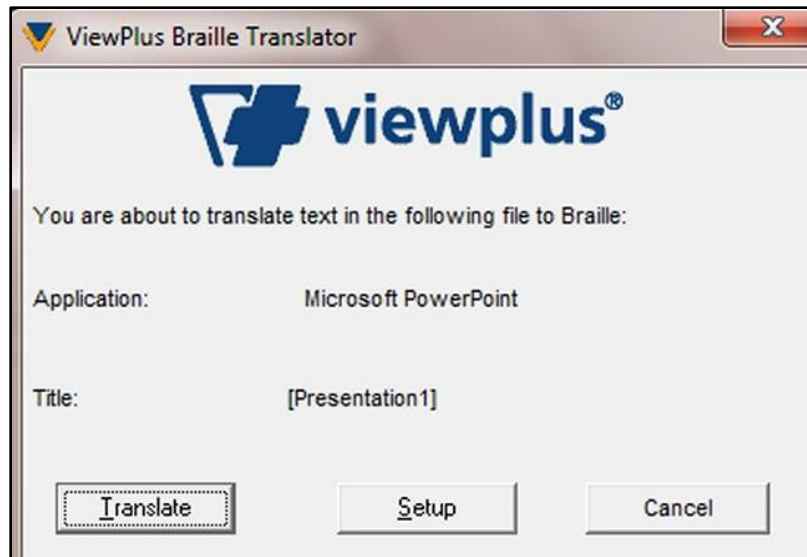 ViewPlus Braille Translator
viewplus®
You are about to translate text in the following file to Braille:
Application: Microsoft PowerPoint
Title: [Presentation1]
Translate Setup Cancel